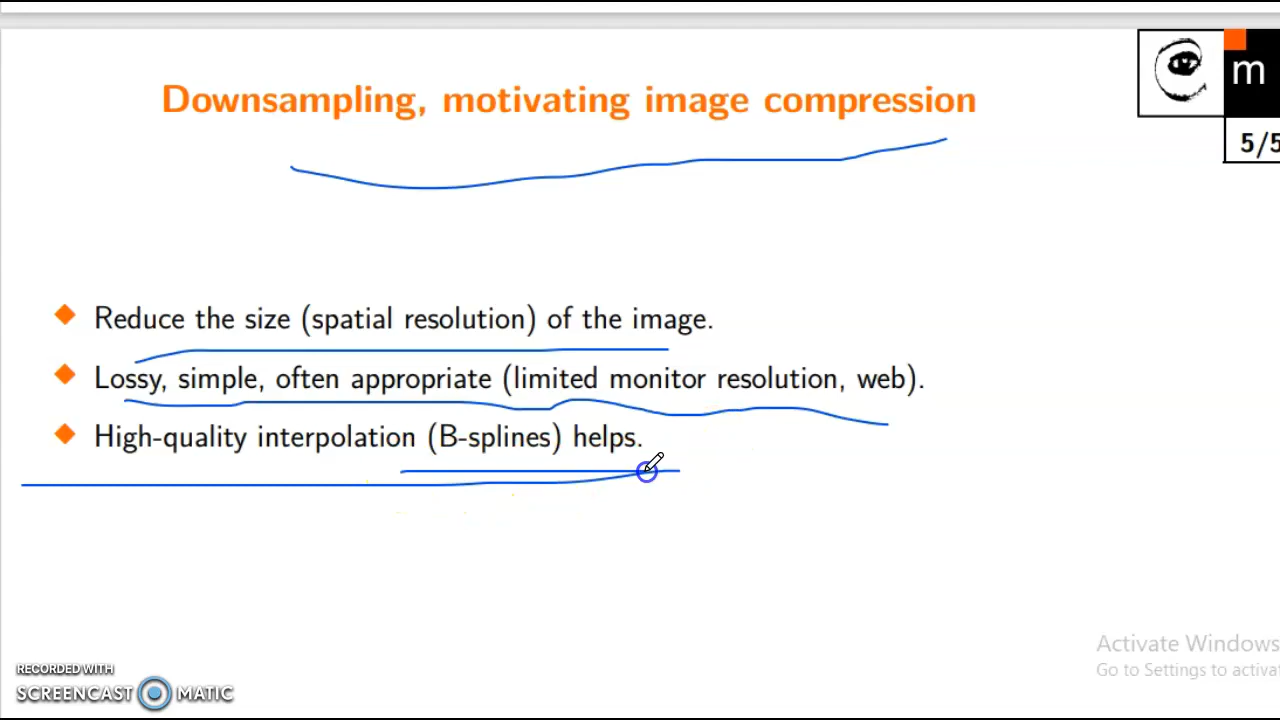 Downsampling, motivating image compression
m
5/5
Reduce the size (spatial resolution) of the image.
Lossy, simple, often appropriate (limited monitor resolution, web).
High-quality interpolation (B-splines) helps.
Activate Windows
Go to Settings to activat
RECORDED WITH
SCREENCAST MATIC